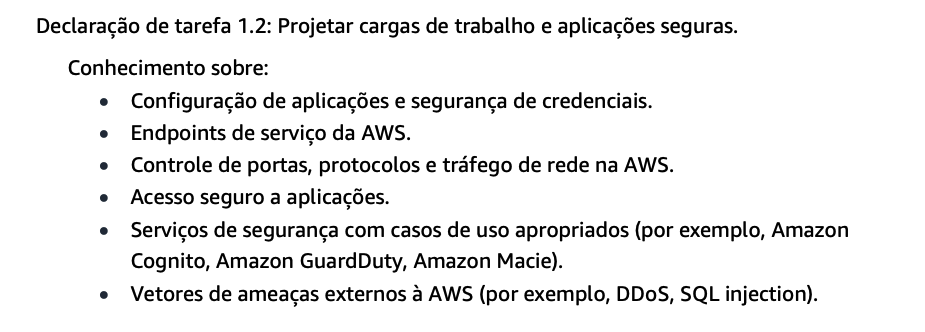 Declaração de tarefa 1.2: Projetar cargas de trabalho e aplicações seguras.
Conhecimento sobre:
• Configuração de aplicações e segurança de credenciais.
• Endpoints de serviço da AWS.
• Controle de portas, protocolos e tráfego de rede na AWS.
• Acesso seguro a aplicações.
• Serviços de segurança com casos de uso apropriados (por exemplo, Amazon
Cognito, Amazon GuardDuty, Amazon Macie).
• Vetores de ameaças externos à AWS (por exemplo, DDoS, SQL injection).